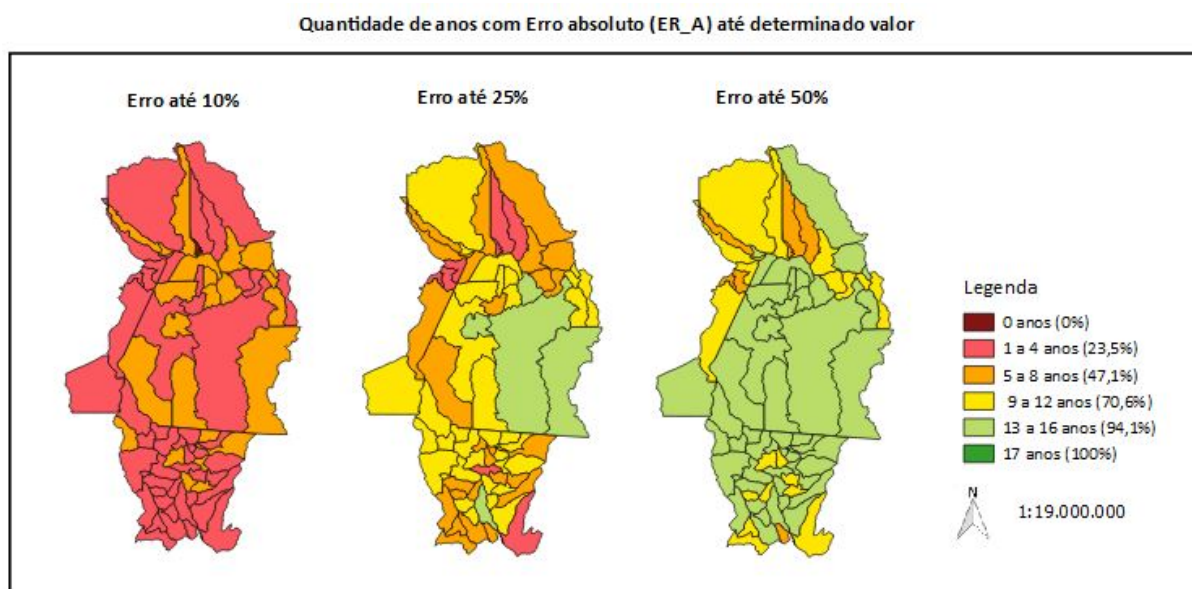 Quantidade de anos com Erro absoluto (ER_A) até determinado valor
Erro até 10%
Erro até 25%
Erro até 50%
Legenda
0 anos (0%)
1 a 4 anos (23,5%)
5 a 8 anos (47,1%)
9 a 12 anos (70,6%)
13 a 16 anos (94,1%)
17 anos (100%)
N
1:19.000.000